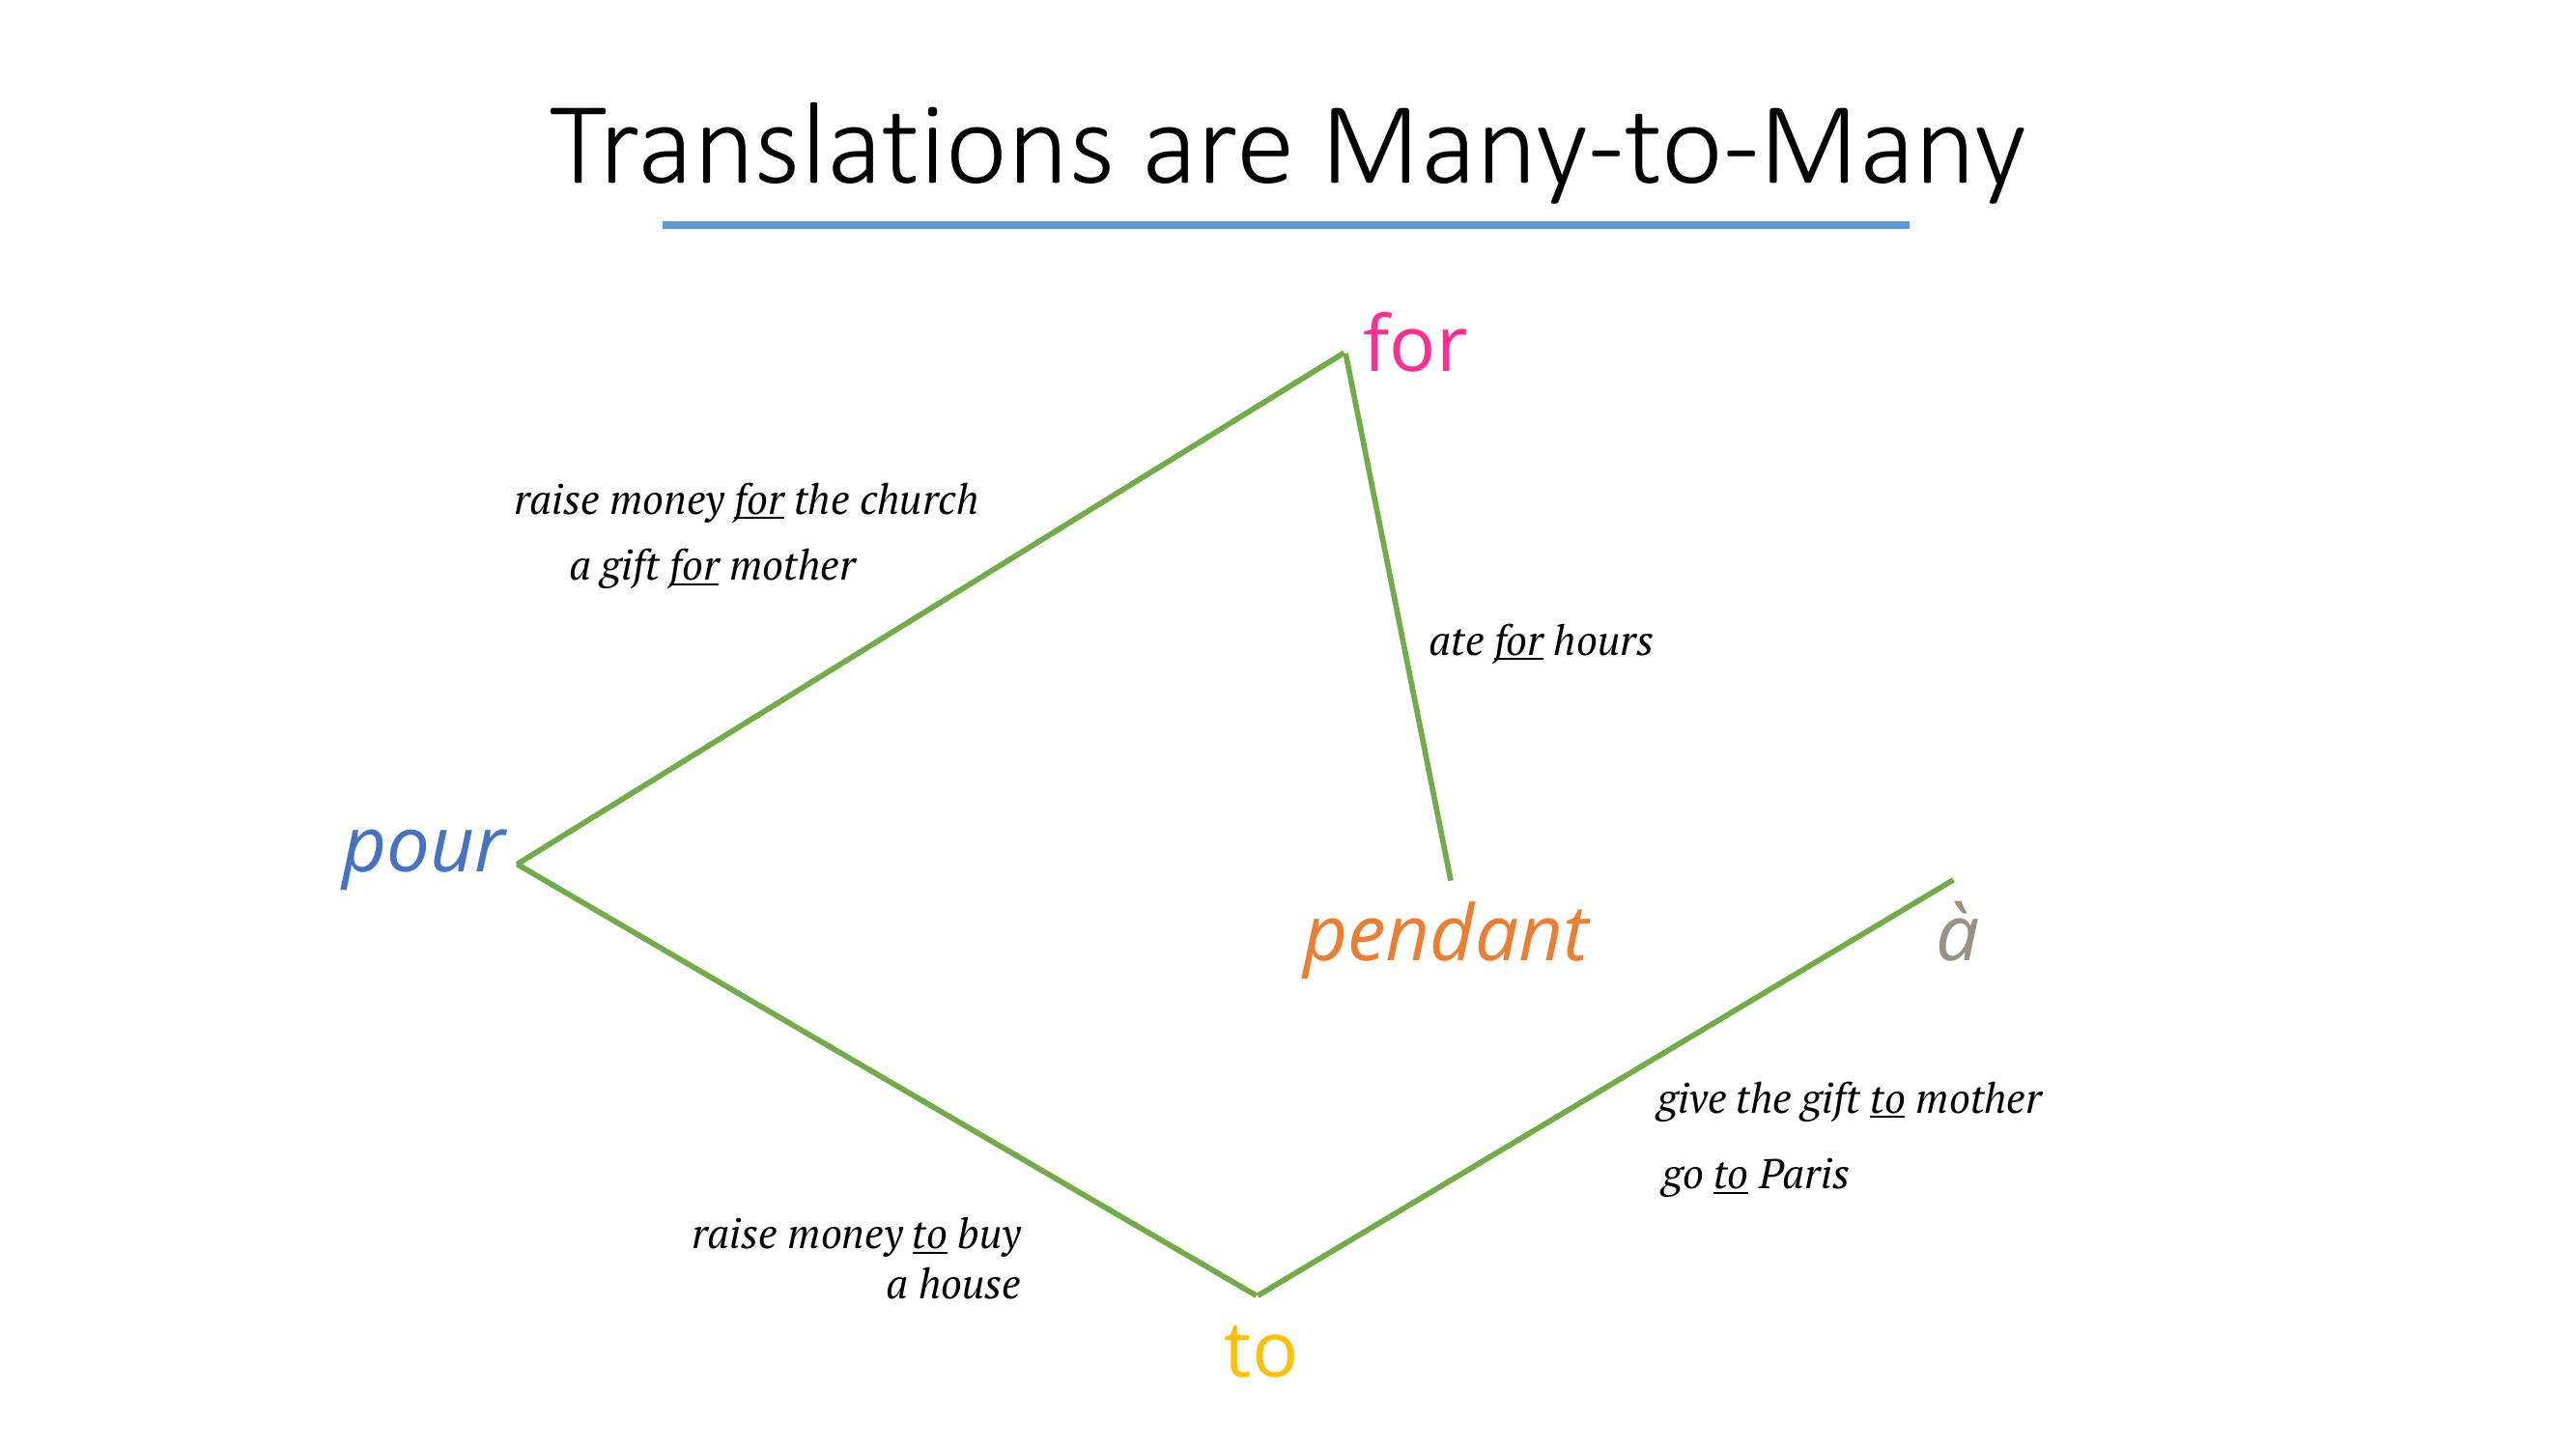 Translations are Many-to-Many
for
raise money for the church
a gift for mother
ate for hours
pour
pendant
à
give the gift to mother
go to Paris
raise money to buy
a house
to